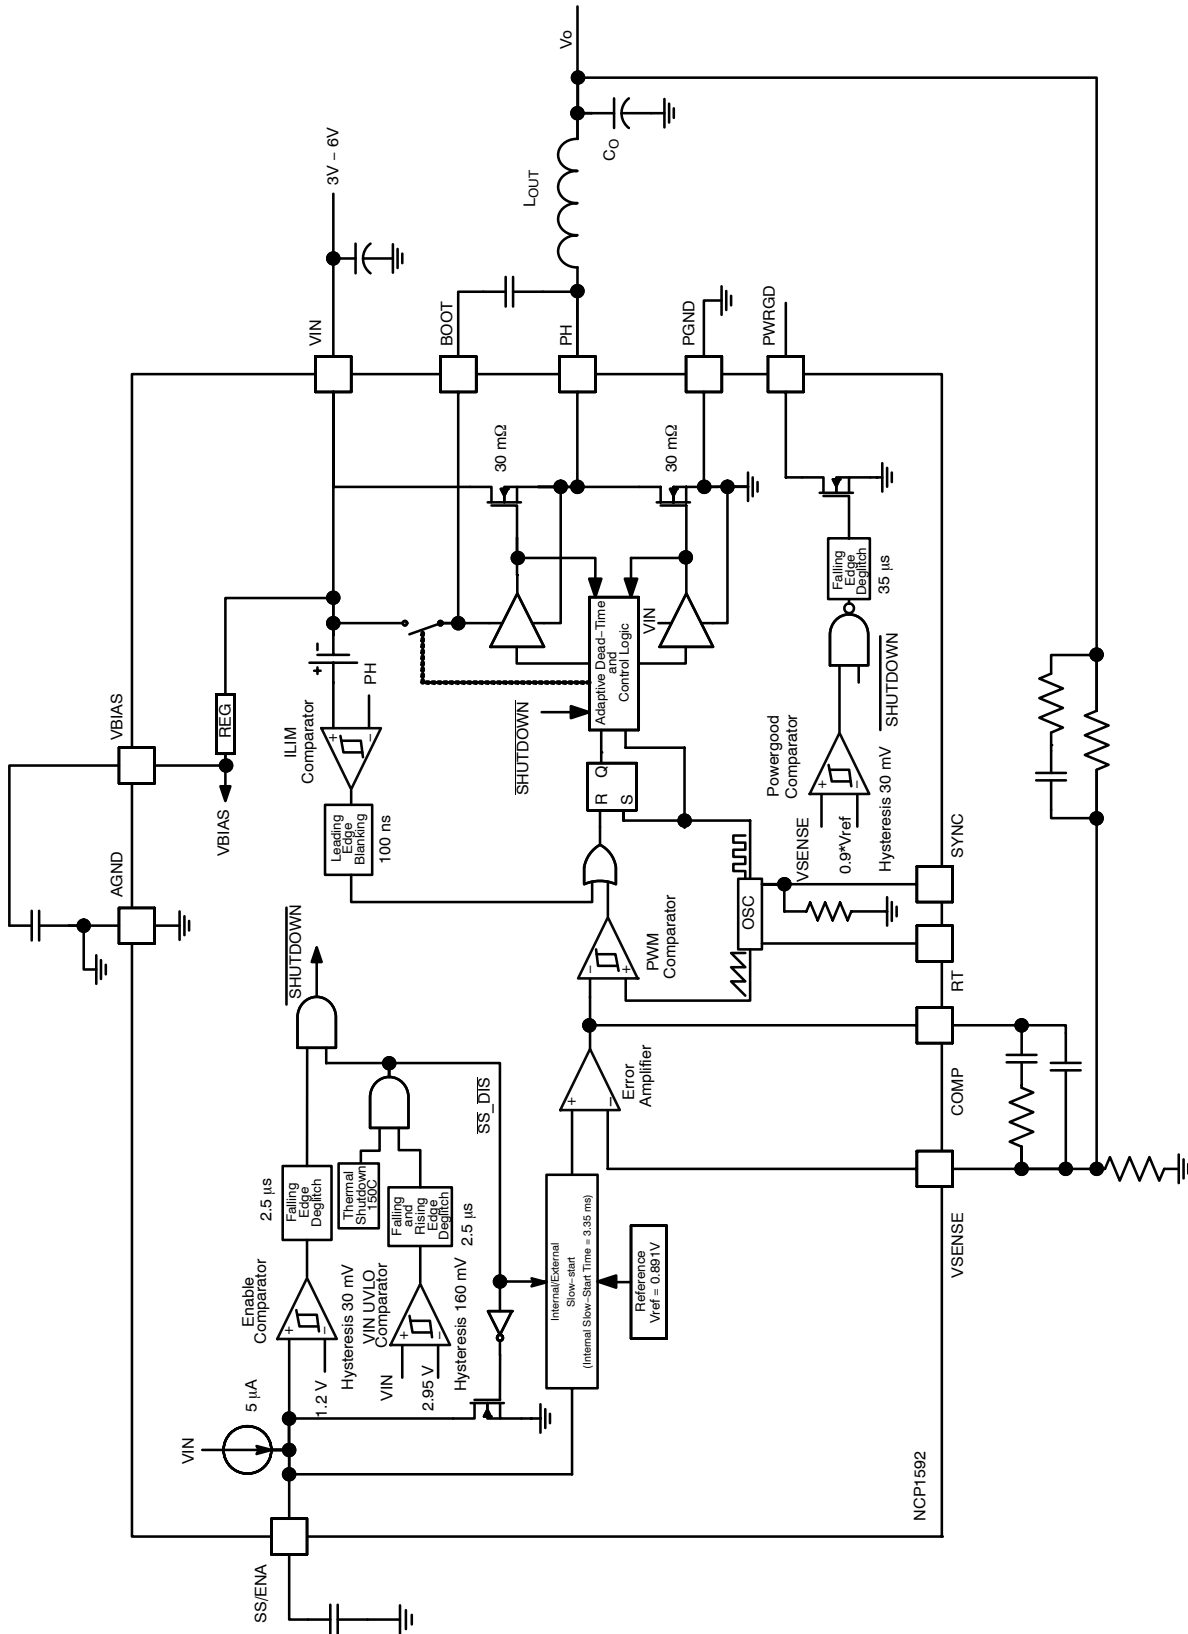 AGND
VBIAS
VIN
3V – 6V
VBIAS
REG
SHUTDOWN
VIN
5 µA
Enable
Comparator
2.5 µs
Falling
Edge
Deglitch
+
–
1.2 V
Hysteresis 30 mV
SS/ENA
Thermal
Shutdown
150C
VIN UVLO
Comparator
VIN
+
–
2.95 V
Hysteresis 160 mV
Falling
and
Rising
Edge
Deglitch
2.5 µs
SS_DIS
Leading
Edge
Blanking
100 ns
ILIM
Comparator
+
–
+
–
PH
BOOT
30 mΩ
SHUTDOWN
Internal/External
Slow–start
(Internal Slow–Start Time = 3.35 ms)
Reference
Vref = 0.891V
+
–
Error
Amplifier
–
+
PWM
Comparator
R
Q
S
Adaptive Dead–Time
and
Control Logic
VIN
PH
LOUT
CO
Vo
30 mΩ
PGND
OSC
Powergood
Comparator
VSENSE
+
–
0.9*Vref
Hysteresis 30 mV
SHUTDOWN
Falling
Edge
Deglitch
35 µs
PWRGD
NCP1592
VSENSE
COMP
RT
SYNC